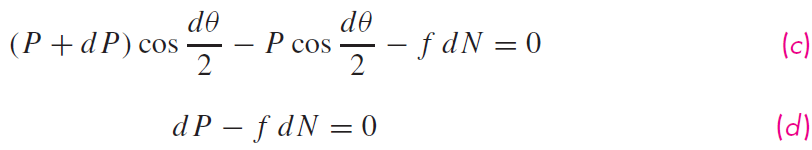 (P + dP) cos dθ/2 − P cos dθ/2 − f dN = 0 (c)
dP − f dN = 0 (d)